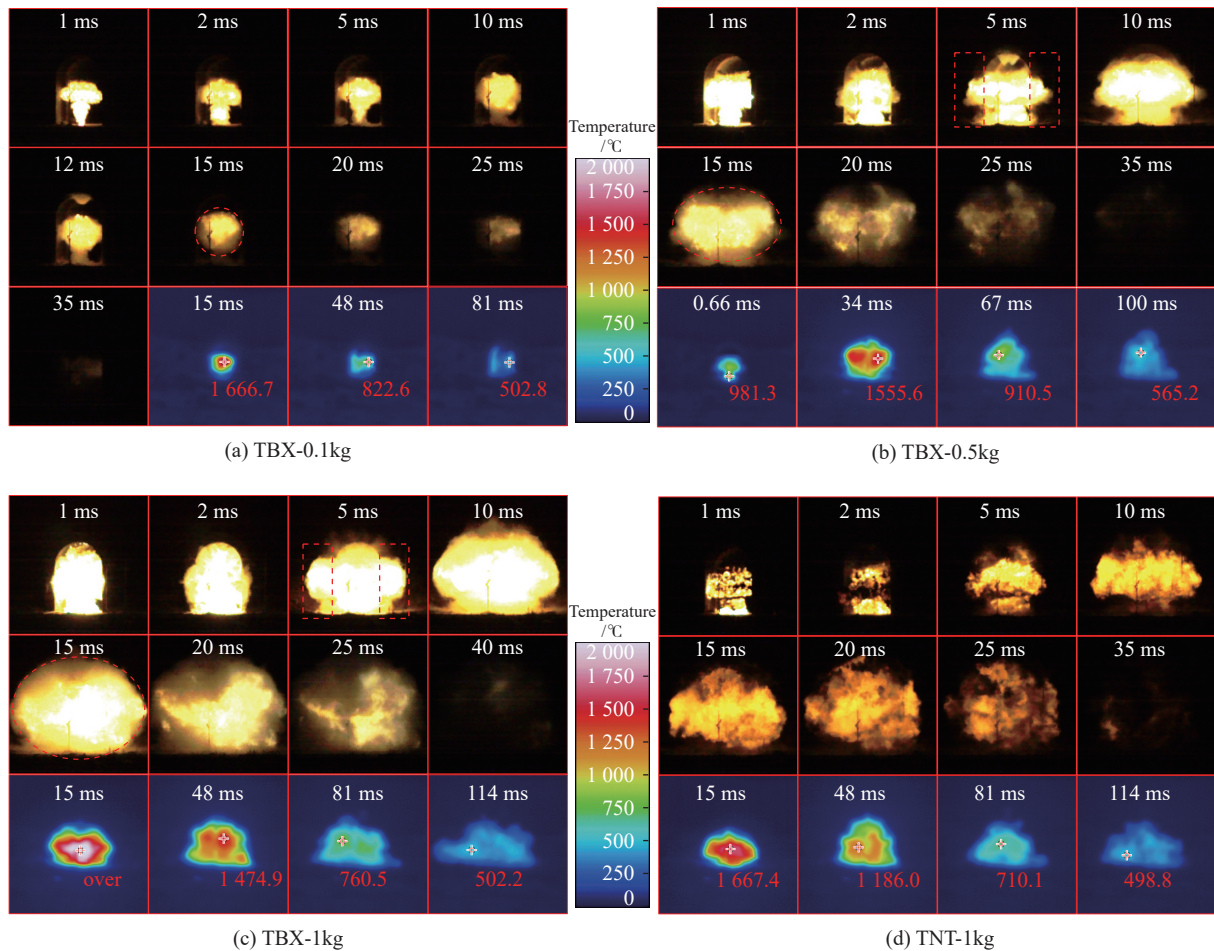 1 ms 2 ms 5 ms 10 ms
12 ms 15 ms 20 ms 25 ms
35 ms 15 ms 48 ms 81 ms
1 666.7 822.6 502.8
(a) TBX-0.1kg
Temperature
/℃
2 000
1 750
1 500
1 250
1 000
750
500
250
0
1 ms 2 ms 5 ms 10 ms
15 ms 20 ms 25 ms 35 ms
0.66 ms 34 ms 67 ms 100 ms
981.3 1555.6 910.5 565.2
(b) TBX-0.5kg
1 ms 2 ms 5 ms 10 ms
15 ms 20 ms 25 ms 40 ms
15 ms 48 ms 81 ms 114 ms
over 1 474.9 760.5 502.2
(c) TBX-1kg
Temperature
/℃
2 000
1 750
1 500
1 250
1 000
750
500
250
0
1 ms 2 ms 5 ms 10 ms
15 ms 20 ms 25 ms 35 ms
15 ms 48 ms 81 ms 114 ms
1 667.4 1 186.0 710.1 498.8
(d) TNT-1kg